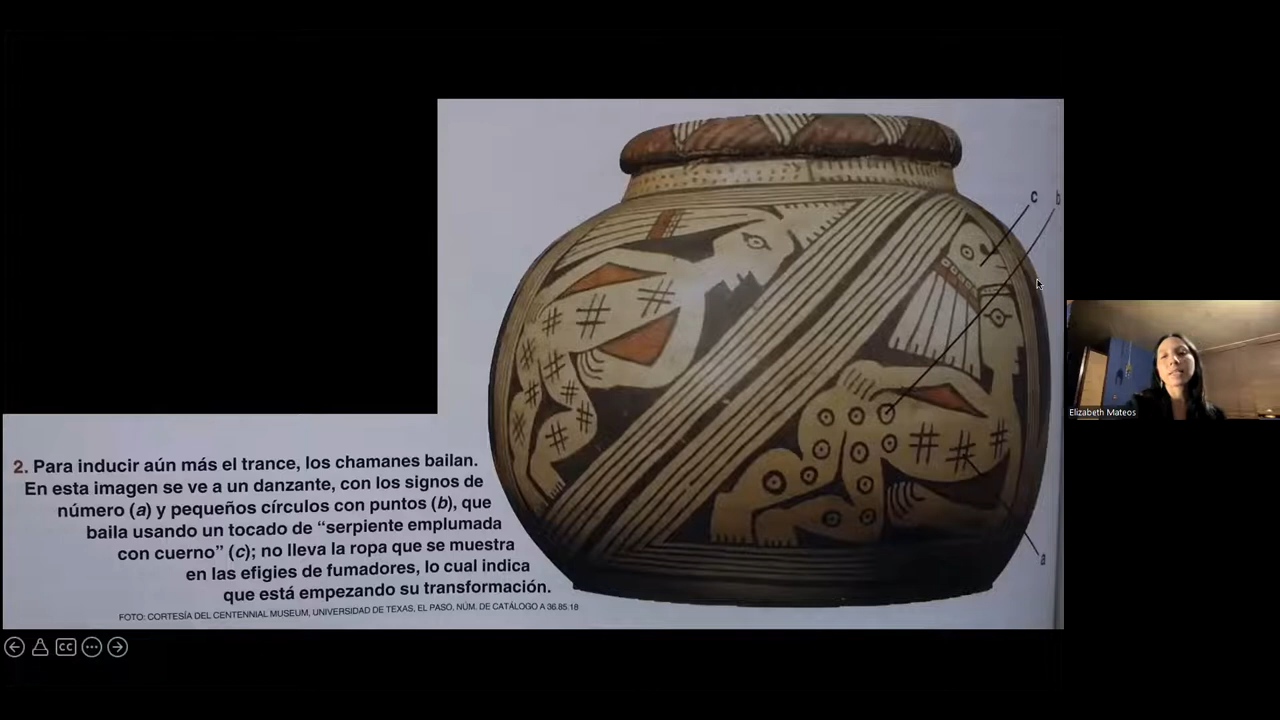 c
b
2. Para inducir aún más el trance, los chamanes bailan.
En esta imagen se ve a un danzante, con los signos de
número (a) y pequeños círculos con puntos (b), que
baila usando un tocado de “serpiente emplumada
con cuerno” (c); no lleva la ropa que se muestra
en las efigies de fumadores, lo cual indica
que está empezando su transformación.
FOTO: CORTESÍA DEL CENTENNIAL MUSEUM, UNIVERSIDAD DE TEXAS, EL PASO, NÚM. DE CATÁLOGO A 36.85.18
a
Elizabeth Mateos
CC